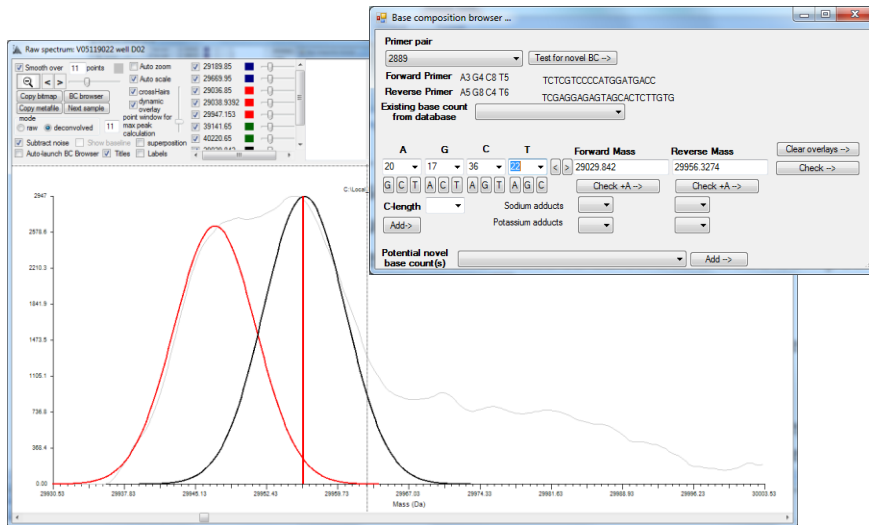 Raw spectrum: V05119022 well D02
Smooth over 11 points
Auto zoom
Auto scale
crossHairs
dynamic overlay
< >
Copy bitmap BC browser
Copy metafile Next sample
mode
raw deconvolved 11
point window for max peak calculation
Subtract noise Show baseline superposition
Auto-launch BC Browser Titles Labels
29189.85
29669.95
29036.85
29038.9392
29947.153
39141.65
40220.65
C:\Local
2947
2578.6
2210.3
1841.9
1473.5
1105.1
736.8
368.4
0.00
29930.53 29937.83 29945.13 29952.43 29959.73 29967.03 29974.33 29981.63 29988.93 29996.23 30003.53
Mass (Da)
Base composition browser ...
Primer pair
2889 Test for novel BC -->
Forward Primer A3 G4 C8 T5 TCTCGTCCCCATGGATGACC
Reverse Primer A5 G8 C4 T6 TCGAGGAGAGTAGCACTCTTGTG
Existing base count from database
A G C T Forward Mass Reverse Mass Clear overlays -->
20 17 36 22 < > 29029.842 29956.3274 Check -->
G C T A C T A G T A G C Check +A --> Check +A -->
C-length Sodium adducts
Add-> Potassium adducts
Potential novel base count(s) Add -->